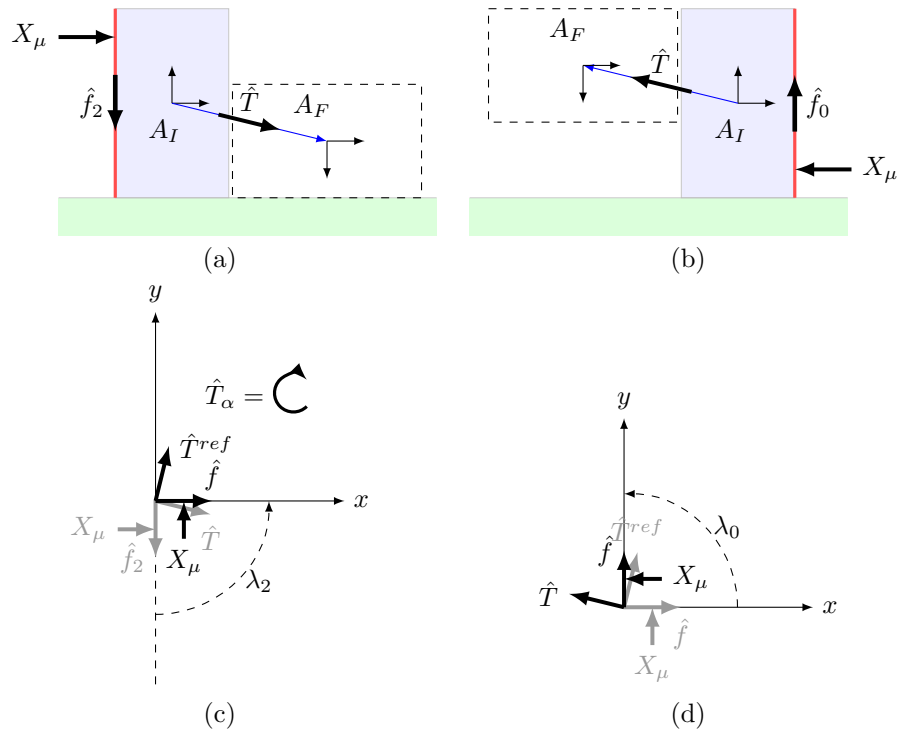 X_μ
f̂_2
T̂
A_I
A_F
(a)
A_F
T̂
A_I
f̂_0
X_μ
(b)
y
T̂_α =
T̂^{ref}
f̂
x
X_μ
f̂_2
X_μ
T̂
λ_2
(c)
y
T̂^{ref}
λ_0
f̂
X_μ
T̂
x
f̂
X_μ
(d)